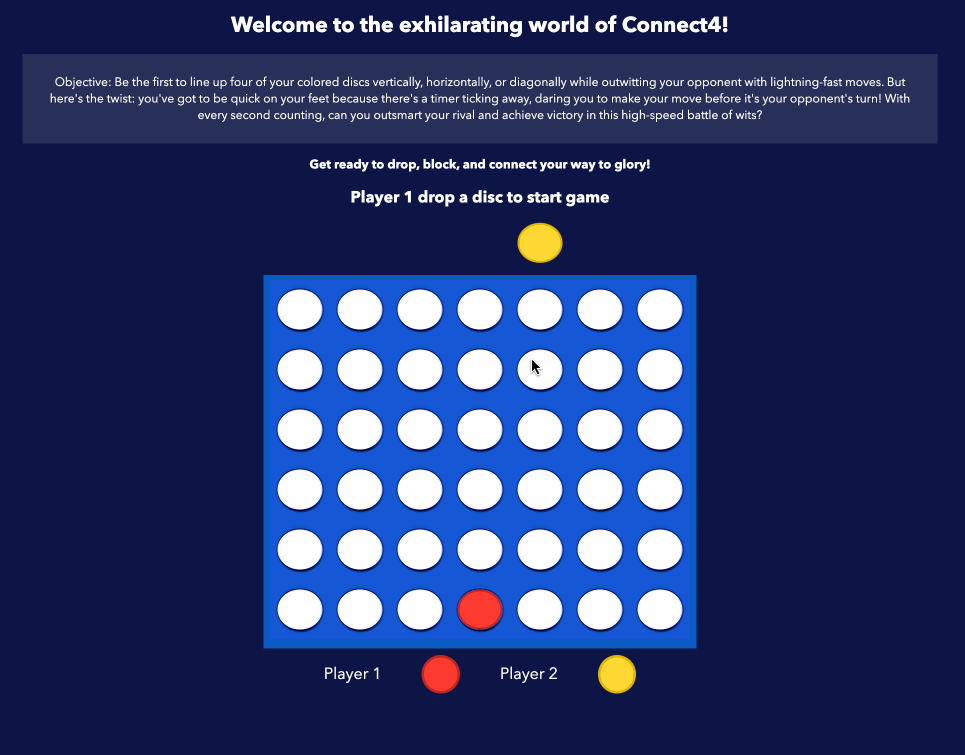 Welcome to the exhilarating world of Connect4!
Objective: Be the first to line up four of your colored discs vertically, horizontally, or diagonally while outwitting your opponent with lightning-fast moves. But
here's the twist: you've got to be quick on your feet because there's a timer ticking away, daring you to make your move before it's your opponent's turn! With
every second counting, can you outsmart your rival and achieve victory in this high-speed battle of wits?
Get ready to drop, block, and connect your way to glory!
Player 1 drop a disc to start game
Player 1 Player 2